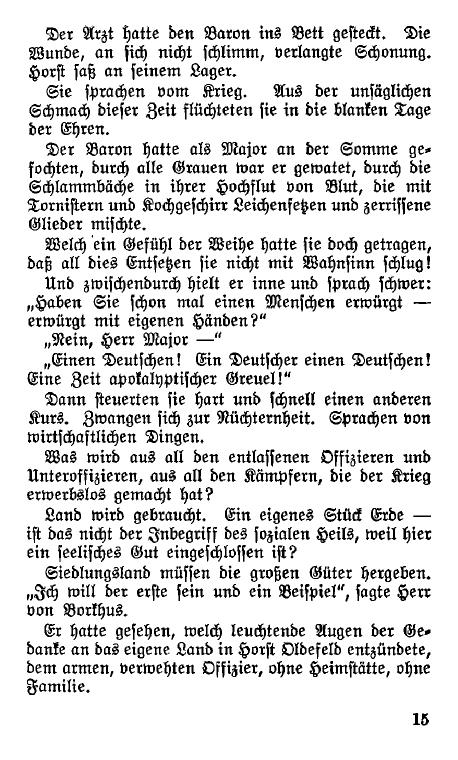 Der Arzt hatte den Baron ins Bett gesteckt. Die
Wunde, an sich nicht schlimm, verlangte Schonung.
Horst saß an seinem Lager.
Sie sprachen vom Krieg. Aus der unsäglichen
Schmach dieser Zeit flüchteten sie in die blanken Tage
der Ehren.
Der Baron hatte als Major an der Somme ge-
fochten, durch alle Grauen war er gewatet, durch die
Schlammbäche in ihrer Hochflut von Blut, die mit
Tornistern und Kochgeschirr Leichenfetzen und zerrissene
Glieder mischte.
Welch ein Gefühl der Weihe hatte sie doch getragen,
daß all dies Entsetzen sie nicht mit Wahnsinn schlug!
Und zwischendurch hielt er inne und sprach schwer:
„Haben Sie schon mal einen Menschen erwürgt —
erwürgt mit eigenen Händen?“
„Nein, Herr Major —“
„Einen Deutschen! Ein Deutscher einen Deutschen!
Eine Zeit apokalyptischer Greuel!“
Dann steuerten sie hart und schnell einen anderen
Kurs. Zwangen sich zur Nüchternheit. Sprachen von
wirtschaftlichen Dingen.
Was wird aus all den entlassenen Offizieren und
Unteroffizieren, aus all den Kämpfern, die der Krieg
erwerbslos gemacht hat?
Land wird gebraucht. Ein eigenes Stück Erde —
ist das nicht der Inbegriff des sozialen Heils, weil hier
ein seelisches Gut eingeschlossen ist?
Siedlungsland müssen die großen Güter hergeben.
„Ich will der erste sein und ein Beispiel“, sagte Herr
von Borkhus.
Er hatte gesehen, welch leuchtende Augen der Ge-
danke an das eigene Land in Horst Oldefeld entzündete,
dem armen, verwehten Offizier, ohne Heimstätte, ohne
Familie.
15